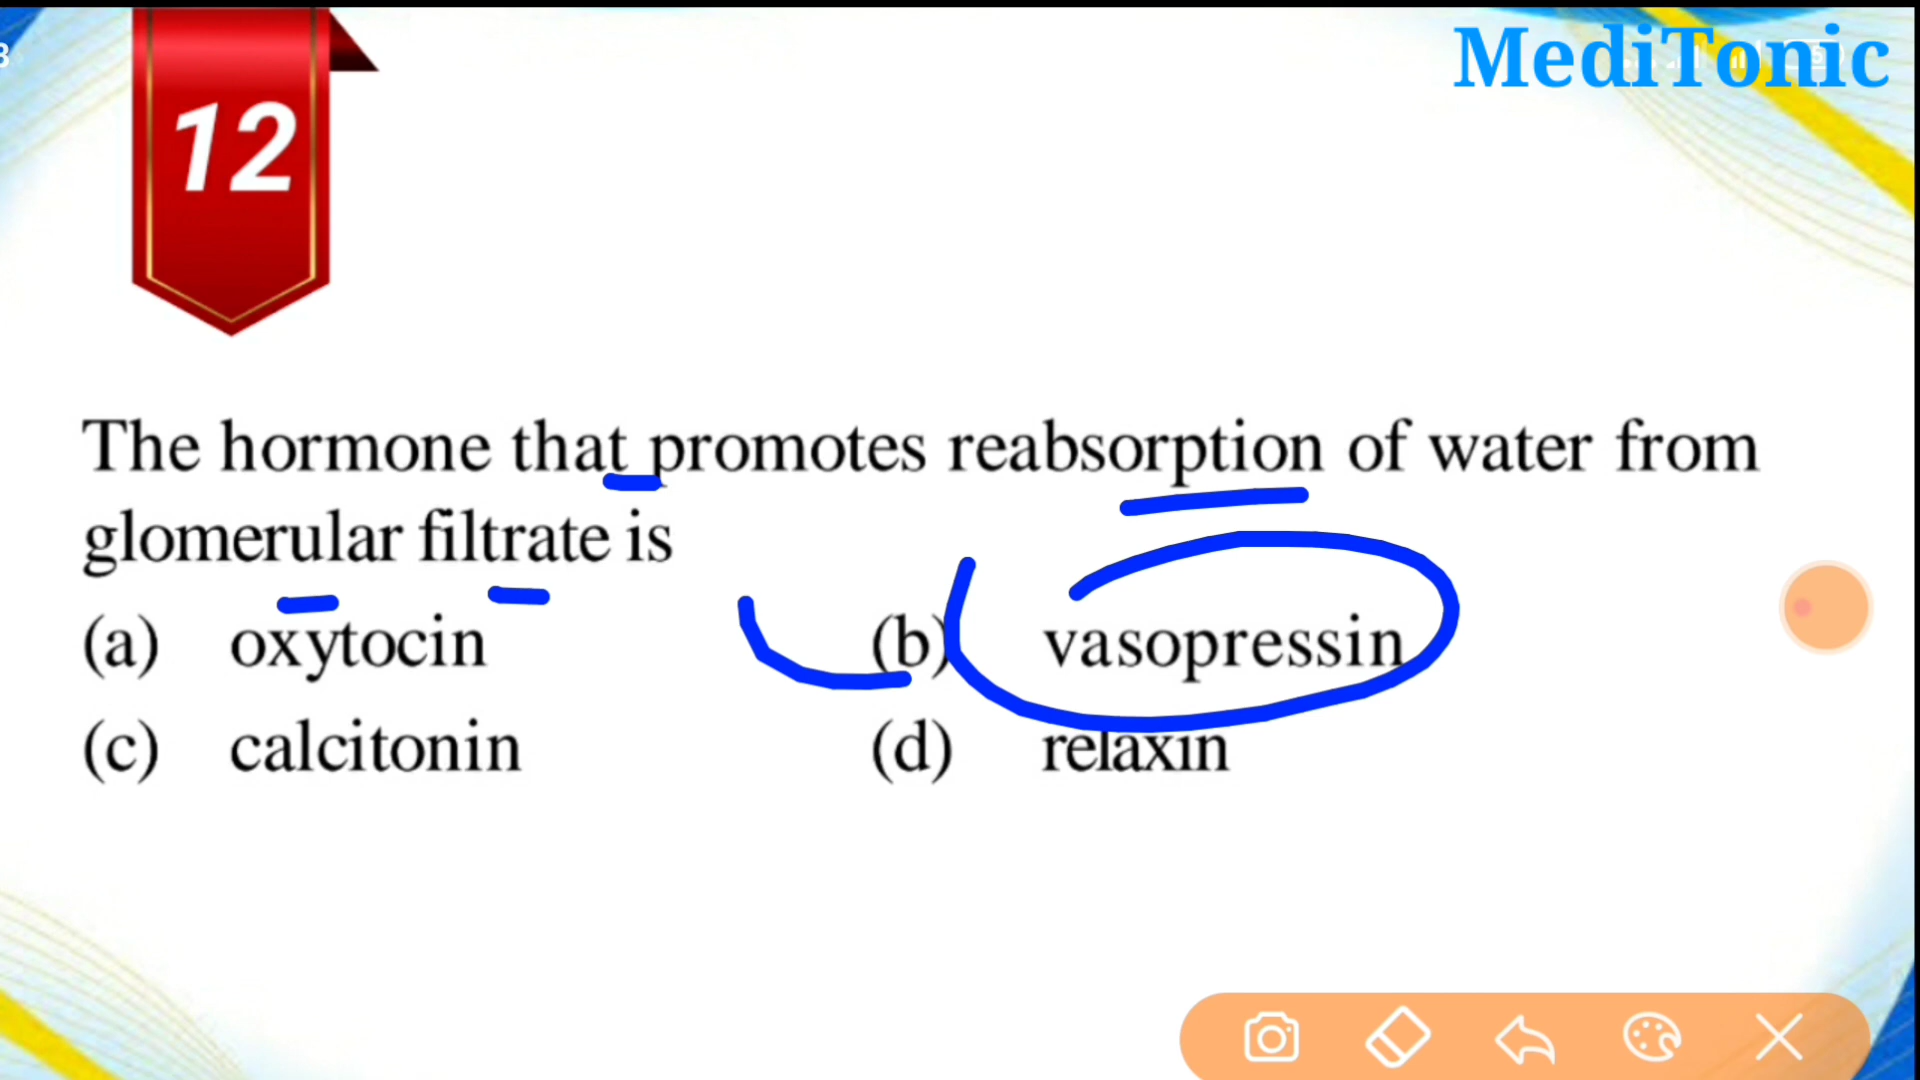 MediTonic
12
The hormone that promotes reabsorption of water from
glomerular filtrate is
(a) oxytocin (b) vasopressin
(c) calcitonin (d) relaxin